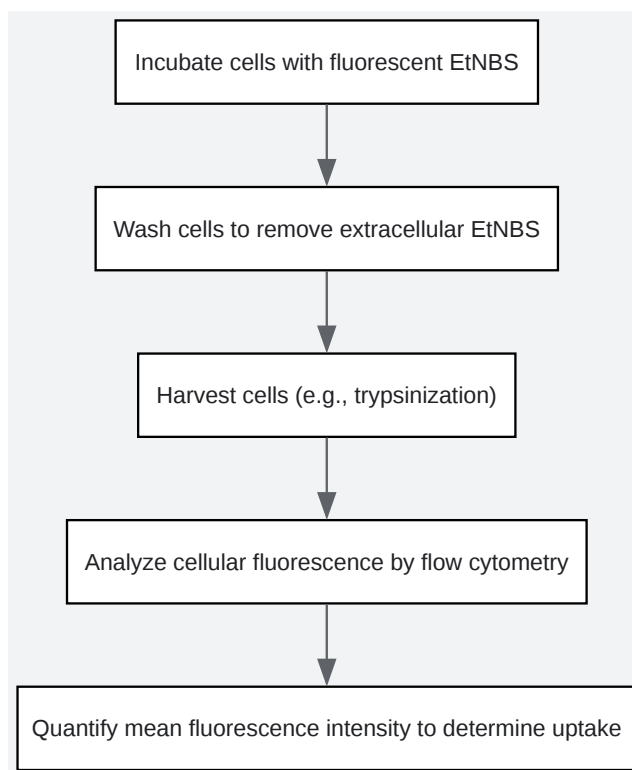 Incubate cells with fluorescent EtNBS
Wash cells to remove extracellular EtNBS
Harvest cells (e.g., trypsinization)
Analyze cellular fluorescence by flow cytometry
Quantify mean fluorescence intensity to determine uptake